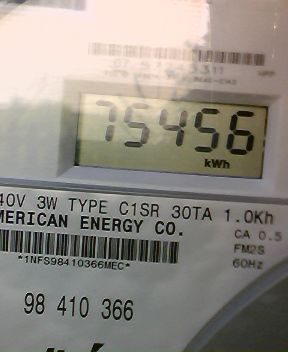 75456
kWh
40V 3W TYPE C1SR 30TA 1.0Kh
MERICAN ENERGY CO.
CA 0.5
FM2S
60Hz
*1NFS98410366MEC*
98 410 366